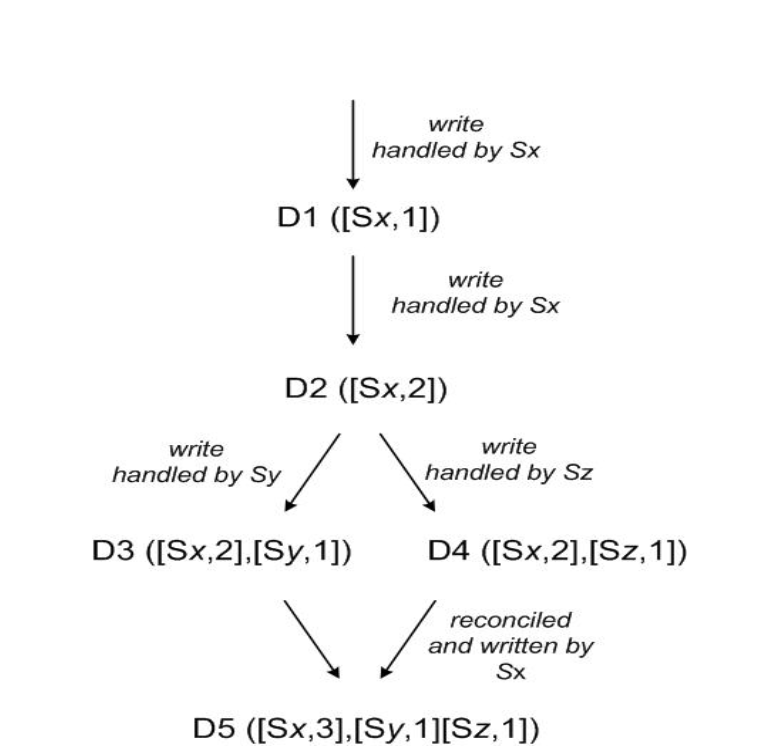 write
handled by Sx
D1 ([Sx,1])
write
handled by Sx
D2 ([Sx,2])
write
handled by Sy
write
handled by Sz
D3 ([Sx,2],[Sy,1])
D4 ([Sx,2],[Sz,1])
reconciled
and written by
Sx
D5 ([Sx,3],[Sy,1][Sz,1])